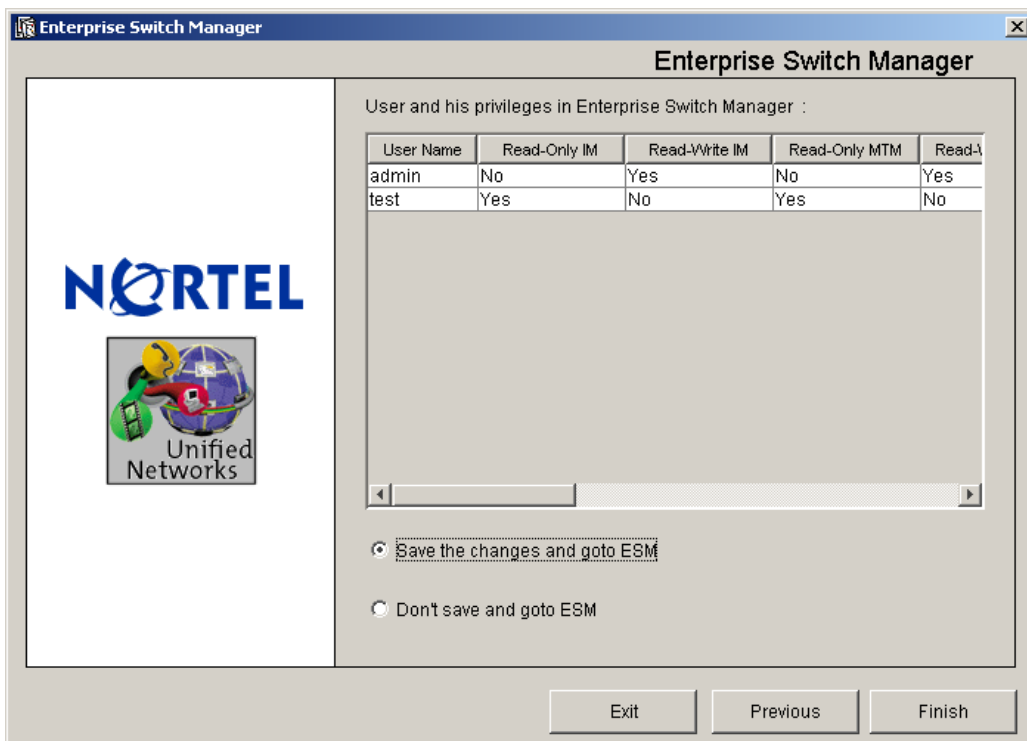 Enterprise Switch Manager
Enterprise Switch Manager
User and his privileges in Enterprise Switch Manager :
User Name Read-Only IM Read-Write IM Read-Only MTM Read-
admin No Yes No Yes
test Yes No Yes No
NORTEL
Unified
Networks
Save the changes and goto ESM
Don't save and goto ESM
Exit Previous Finish